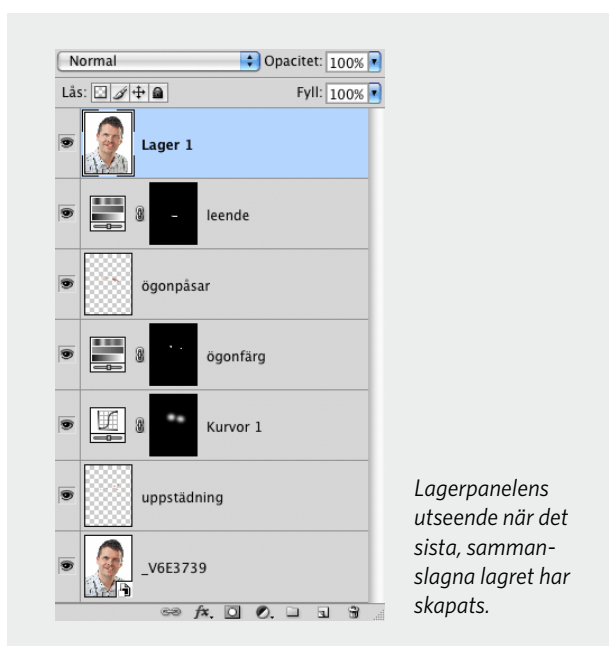 Normal Opacitet: 100%
Lås: Fyll: 100%
Lager 1
leende
ögonpåsar
ögonfärg
Kurvor 1
uppstädning
_V6E3739
fx.
Lagerpanelens
utseende när det
sista, samman-
slagna lagret har
skapats.